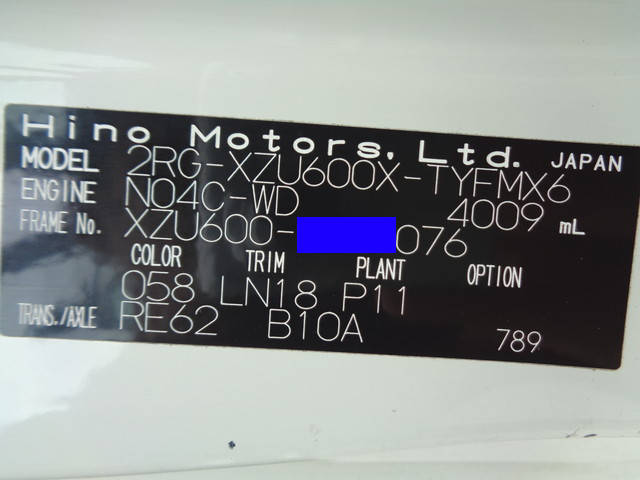 Hino Motors, Ltd. JAPAN
MODEL 2RG-XZU600X-TYFMX6
ENGINE N04C-WD 4009 mL
FRAME No. XZU600- 076
COLOR TRIM PLANT OPTION
058 LN18 P11
TRANS./AXLE RE62 B10A 789